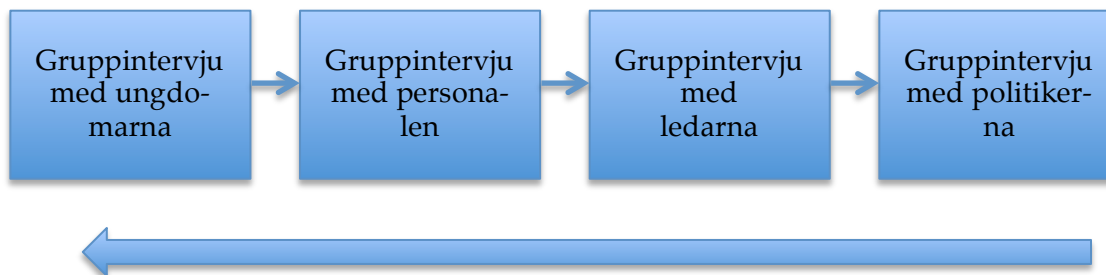 Gruppintervju
med ungdo-
marna
Gruppintervju
med persona-
len
Gruppintervju
med
ledarna
Gruppintervju
med politiker-
na